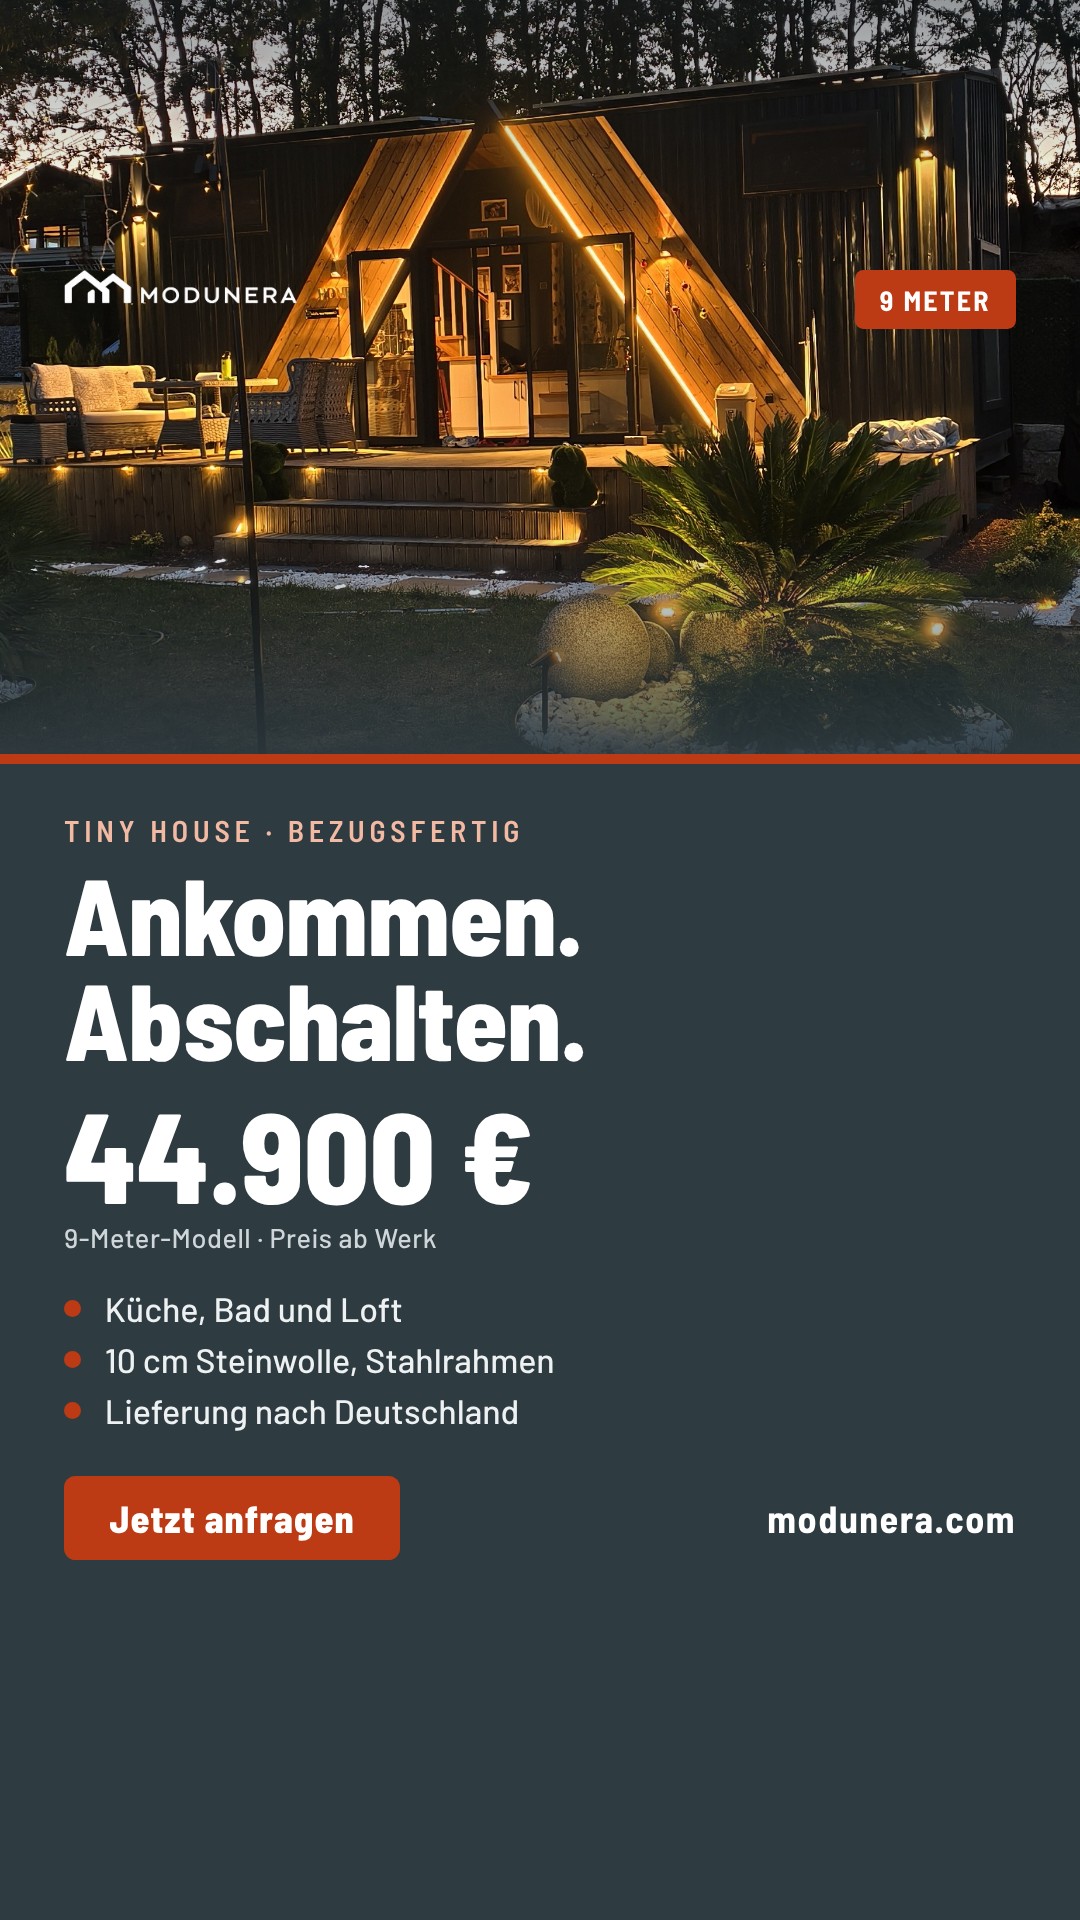 MODUNERA
9 METER
TINY HOUSE · BEZUGSFERTIG
Ankommen.
Abschalten.
44.900 €
9-Meter-Modell · Preis ab Werk
Küche, Bad und Loft
10 cm Steinwolle, Stahlrahmen
Lieferung nach Deutschland
Jetzt anfragen
modunera.com